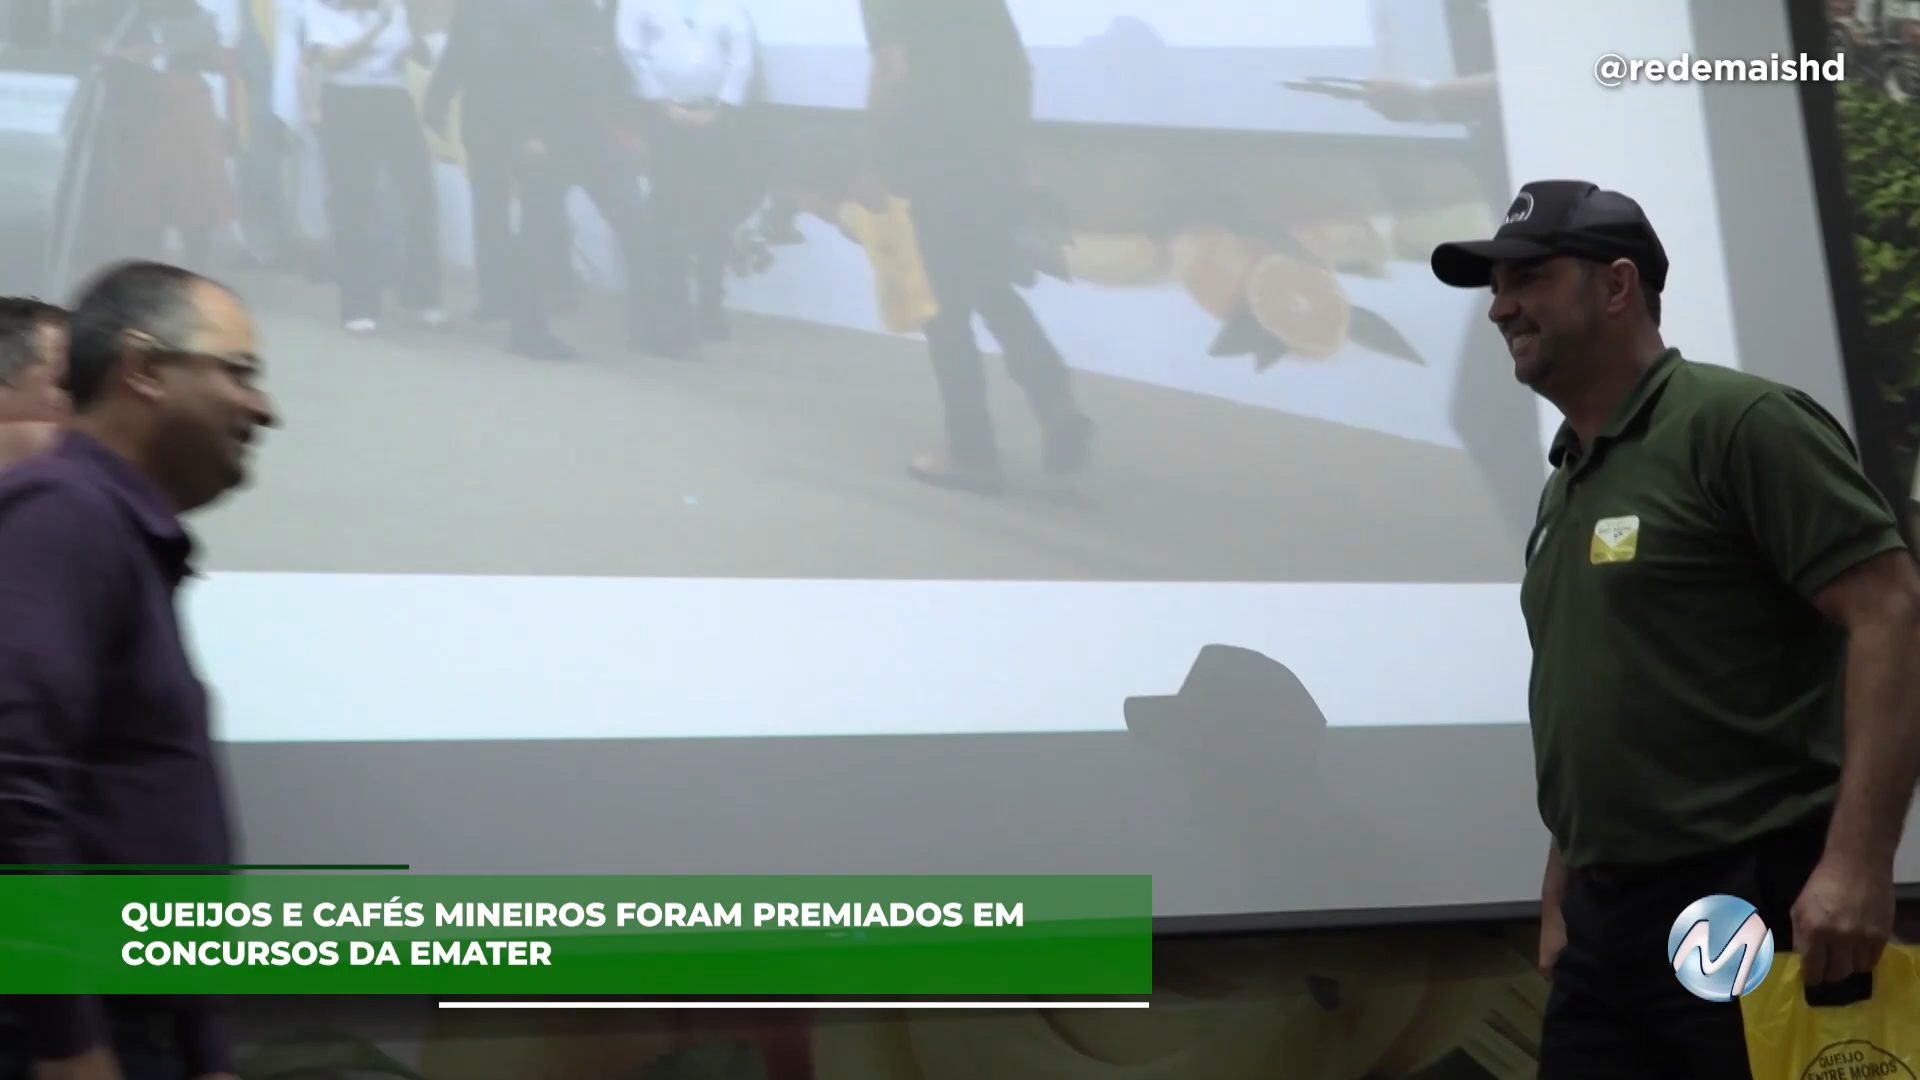 @redemaishd
QUEIJOS E CAFÉS MINEIROS FORAM PREMIADOS EM
CONCURSOS DA EMATER
M
QUEIJO
ENTRE MOROS